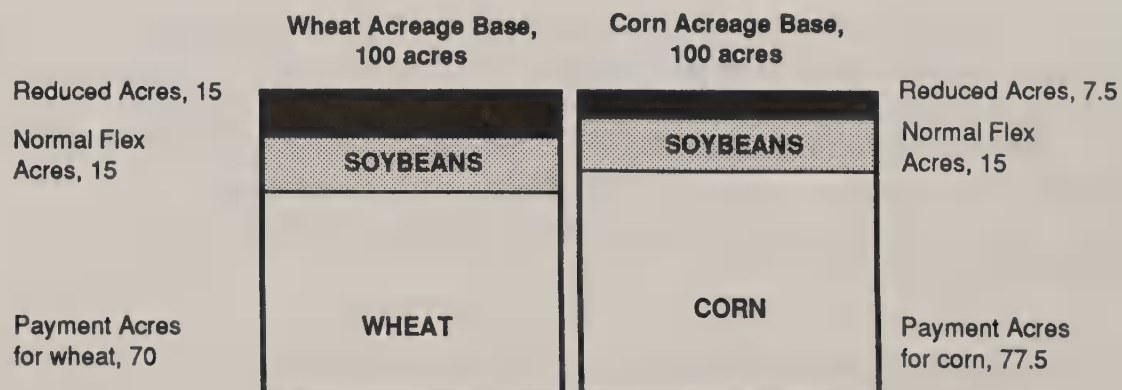 Wheat Acreage Base,
100 acres
Corn Acreage Base,
100 acres
Reduced Acres, 15
Normal Flex
Acres, 15
Payment Acres
for wheat, 70
SOYBEANS
WHEAT
SOYBEANS
CORN
Reduced Acres, 7.5
Normal Flex
Acres, 15
Payment Acres
for corn, 77.5